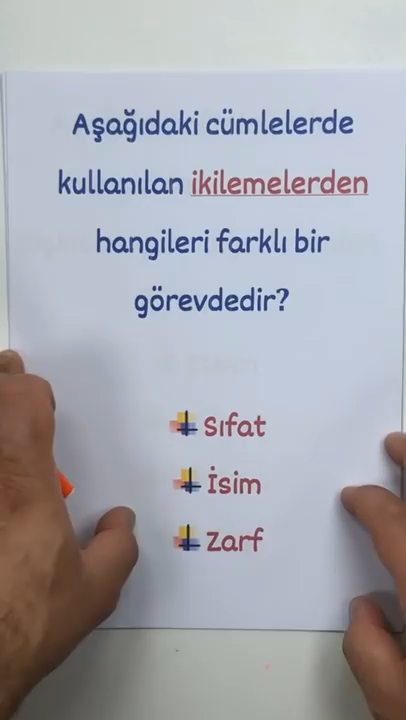 Aşağıdaki cümlelerde
kullanılan ikilemelerden
hangileri farklı bir
görevdedir?
Sıfat
İsim
Zarf